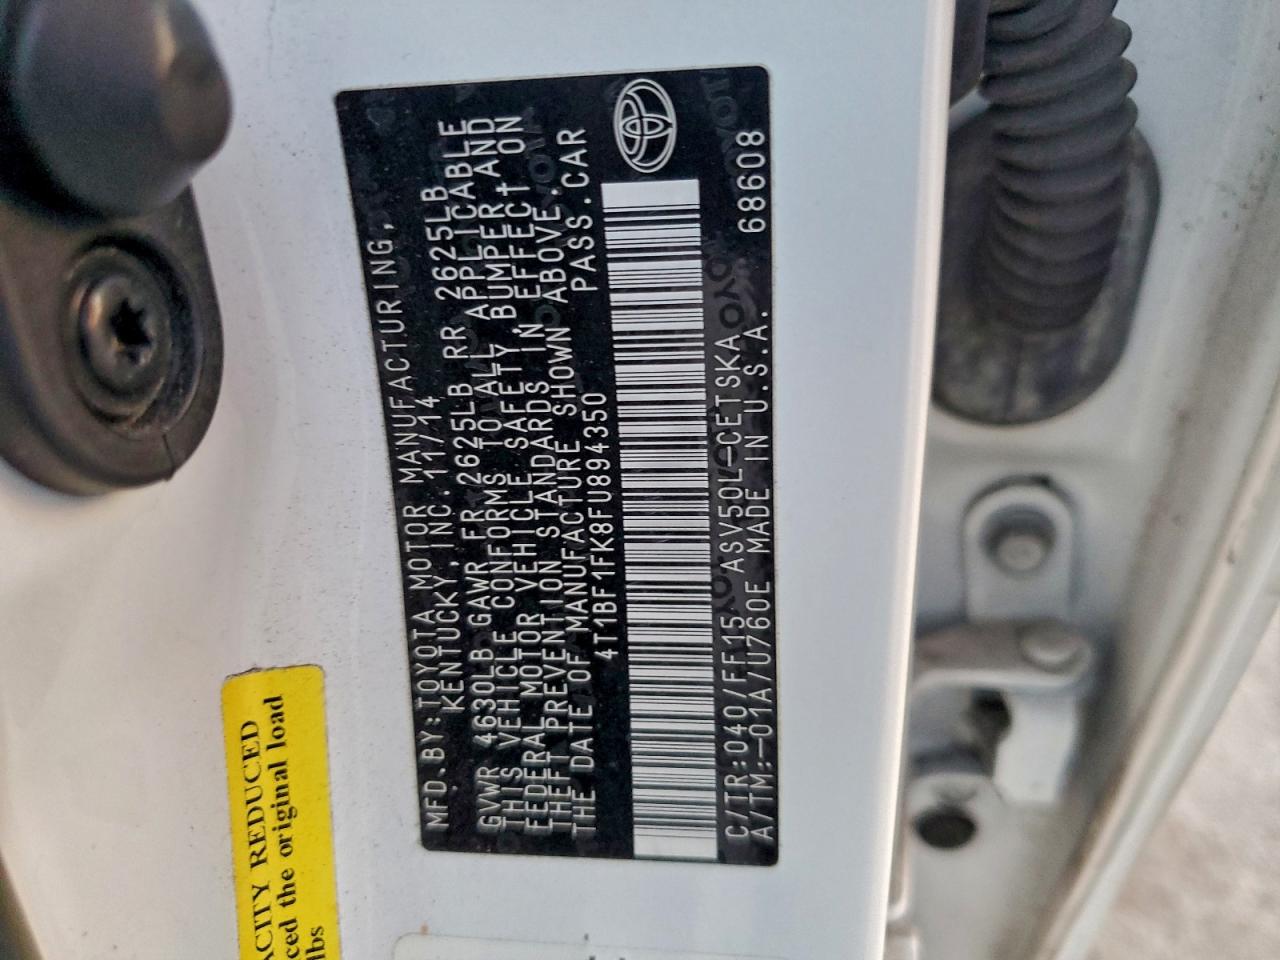 MFD.BY:TOYOTA MOTOR MANUFACTURING,
KENTUCKY,INC. 11/14
GVWR 4630LB GAWR FR 2625LB RR 2625LB
THIS VEHICLE CONFORMS TO ALL APPLICABLE
FEDERAL MOTOR VEHICLE SAFETY, BUMPER, AND
THEFT PREVENTION STANDARDS IN EFFECT ON
THE DATE OF MANUFACTURE SHOWN ABOVE.
4T1BF1FK8FU894350 PASS.CAR
C/TR:040/FF15 ASV50L-CETSKA 68608
A/TM:-01A/U760E MADE IN U.S.A.
ACITY REDUCED
ced the original load
lbs